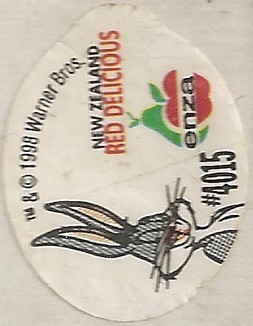 TM & © 1998 Warner Bros.
NEW ZEALAND
RED DELICIOUS
enza
#4015